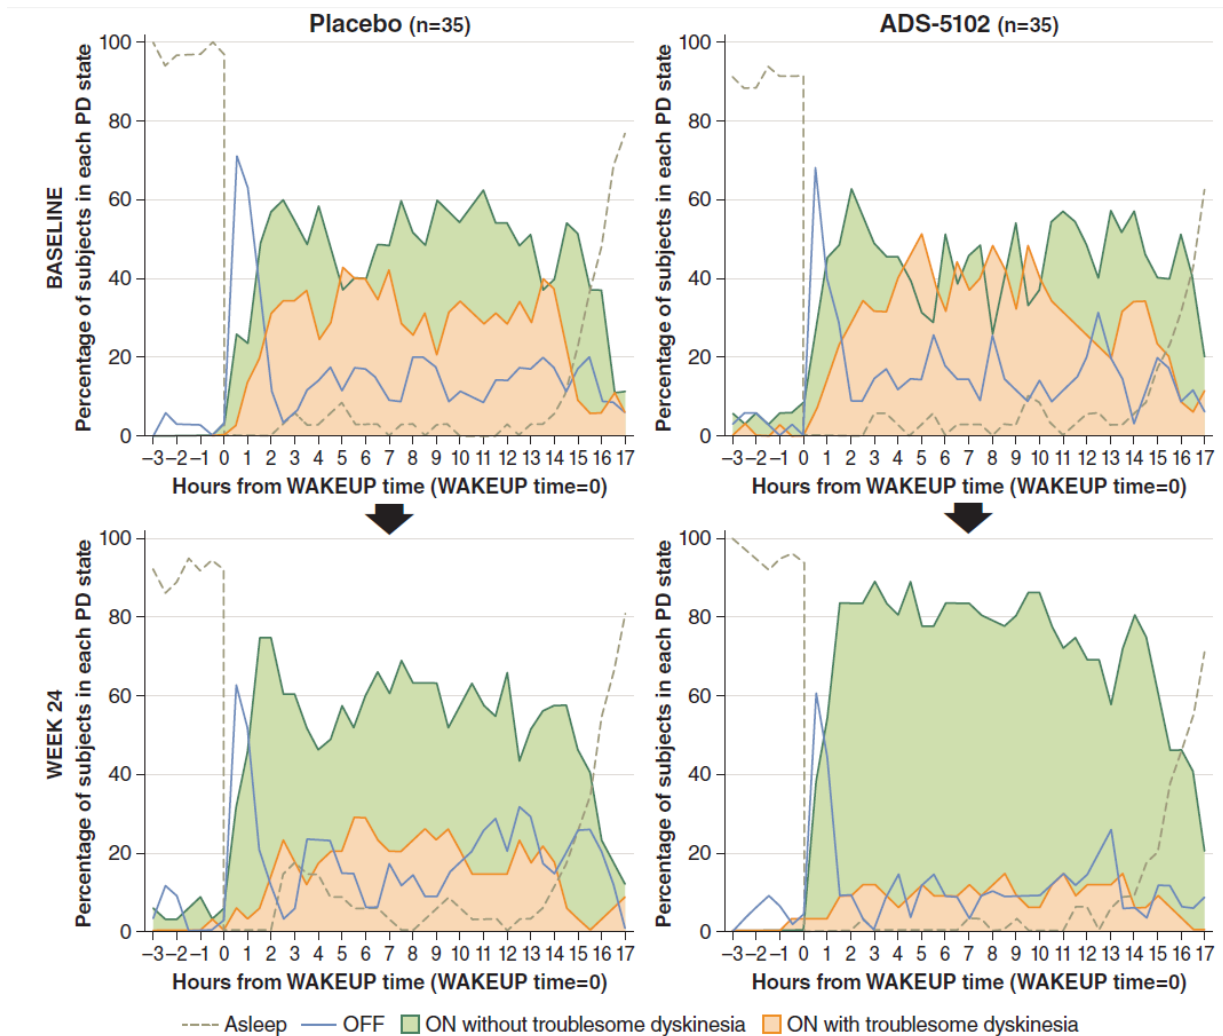 Placebo (n=35)
ADS-5102 (n=35)
BASELINE
Percentage of subjects in each PD state
100
80
60
40
20
0
−3 −2 −1 0 1 2 3 4 5 6 7 8 9 10 11 12 13 14 15 16 17
Hours from WAKEUP time (WAKEUP time=0)
Percentage of subjects in each PD state
100
80
60
40
20
0
−3 −2 −1 0 1 2 3 4 5 6 7 8 9 10 11 12 13 14 15 16 17
Hours from WAKEUP time (WAKEUP time=0)
WEEK 24
Percentage of subjects in each PD state
100
80
60
40
20
0
−3 −2 −1 0 1 2 3 4 5 6 7 8 9 10 11 12 13 14 15 16 17
Hours from WAKEUP time (WAKEUP time=0)
Percentage of subjects in each PD state
100
80
60
40
20
0
−3 −2 −1 0 1 2 3 4 5 6 7 8 9 10 11 12 13 14 15 16 17
Hours from WAKEUP time (WAKEUP time=0)
Asleep OFF ON without troublesome dyskinesia ON with troublesome dyskinesia